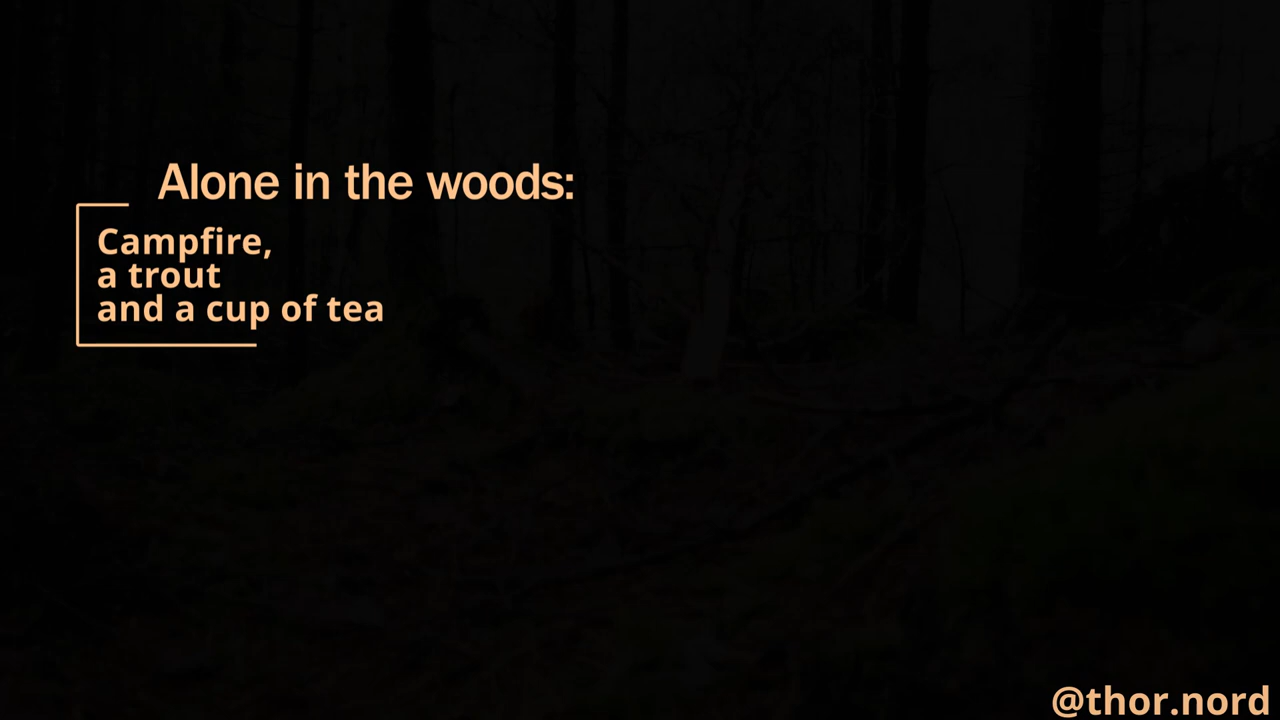 Alone in the woods:
Campfire,
a trout
and a cup of tea
@thor.nord